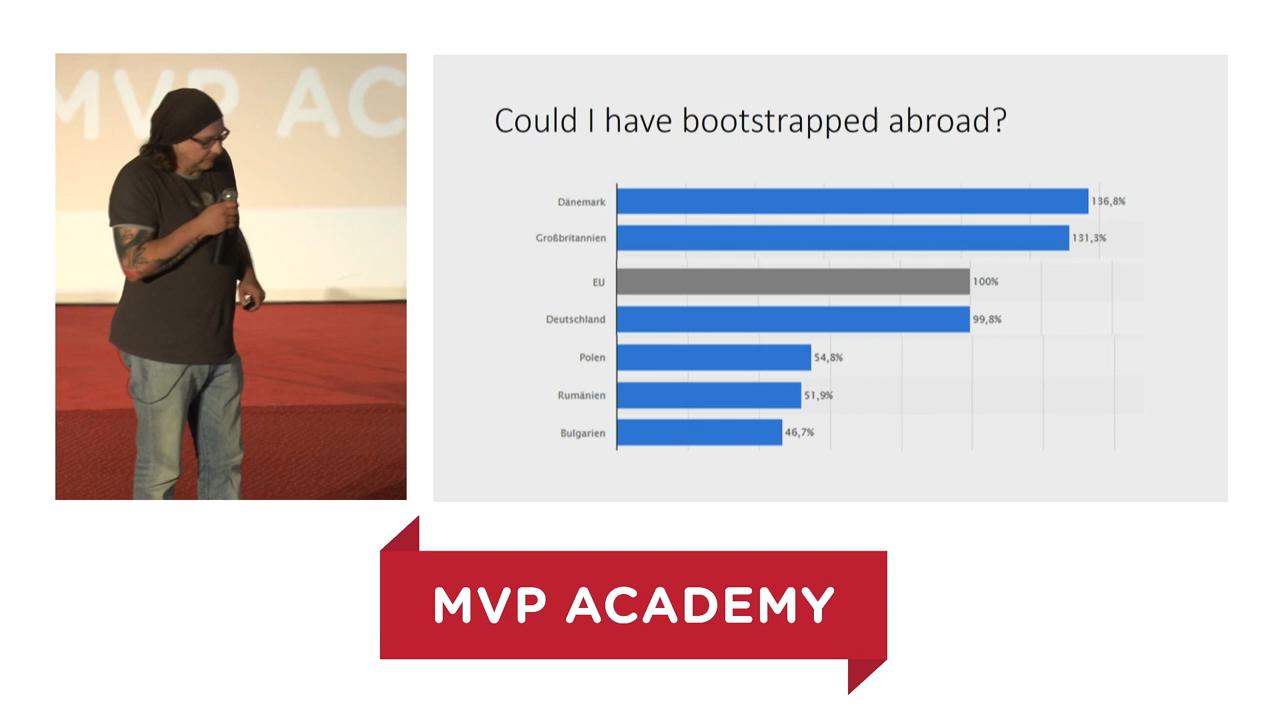 MVP AC
Could I have bootstrapped abroad?
Dänemark 136,8%
Großbritannien 131,3%
EU 100%
Deutschland 99,8%
Polen 54,8%
Rumänien 51,9%
Bulgarien 46,7%
MVP ACADEMY